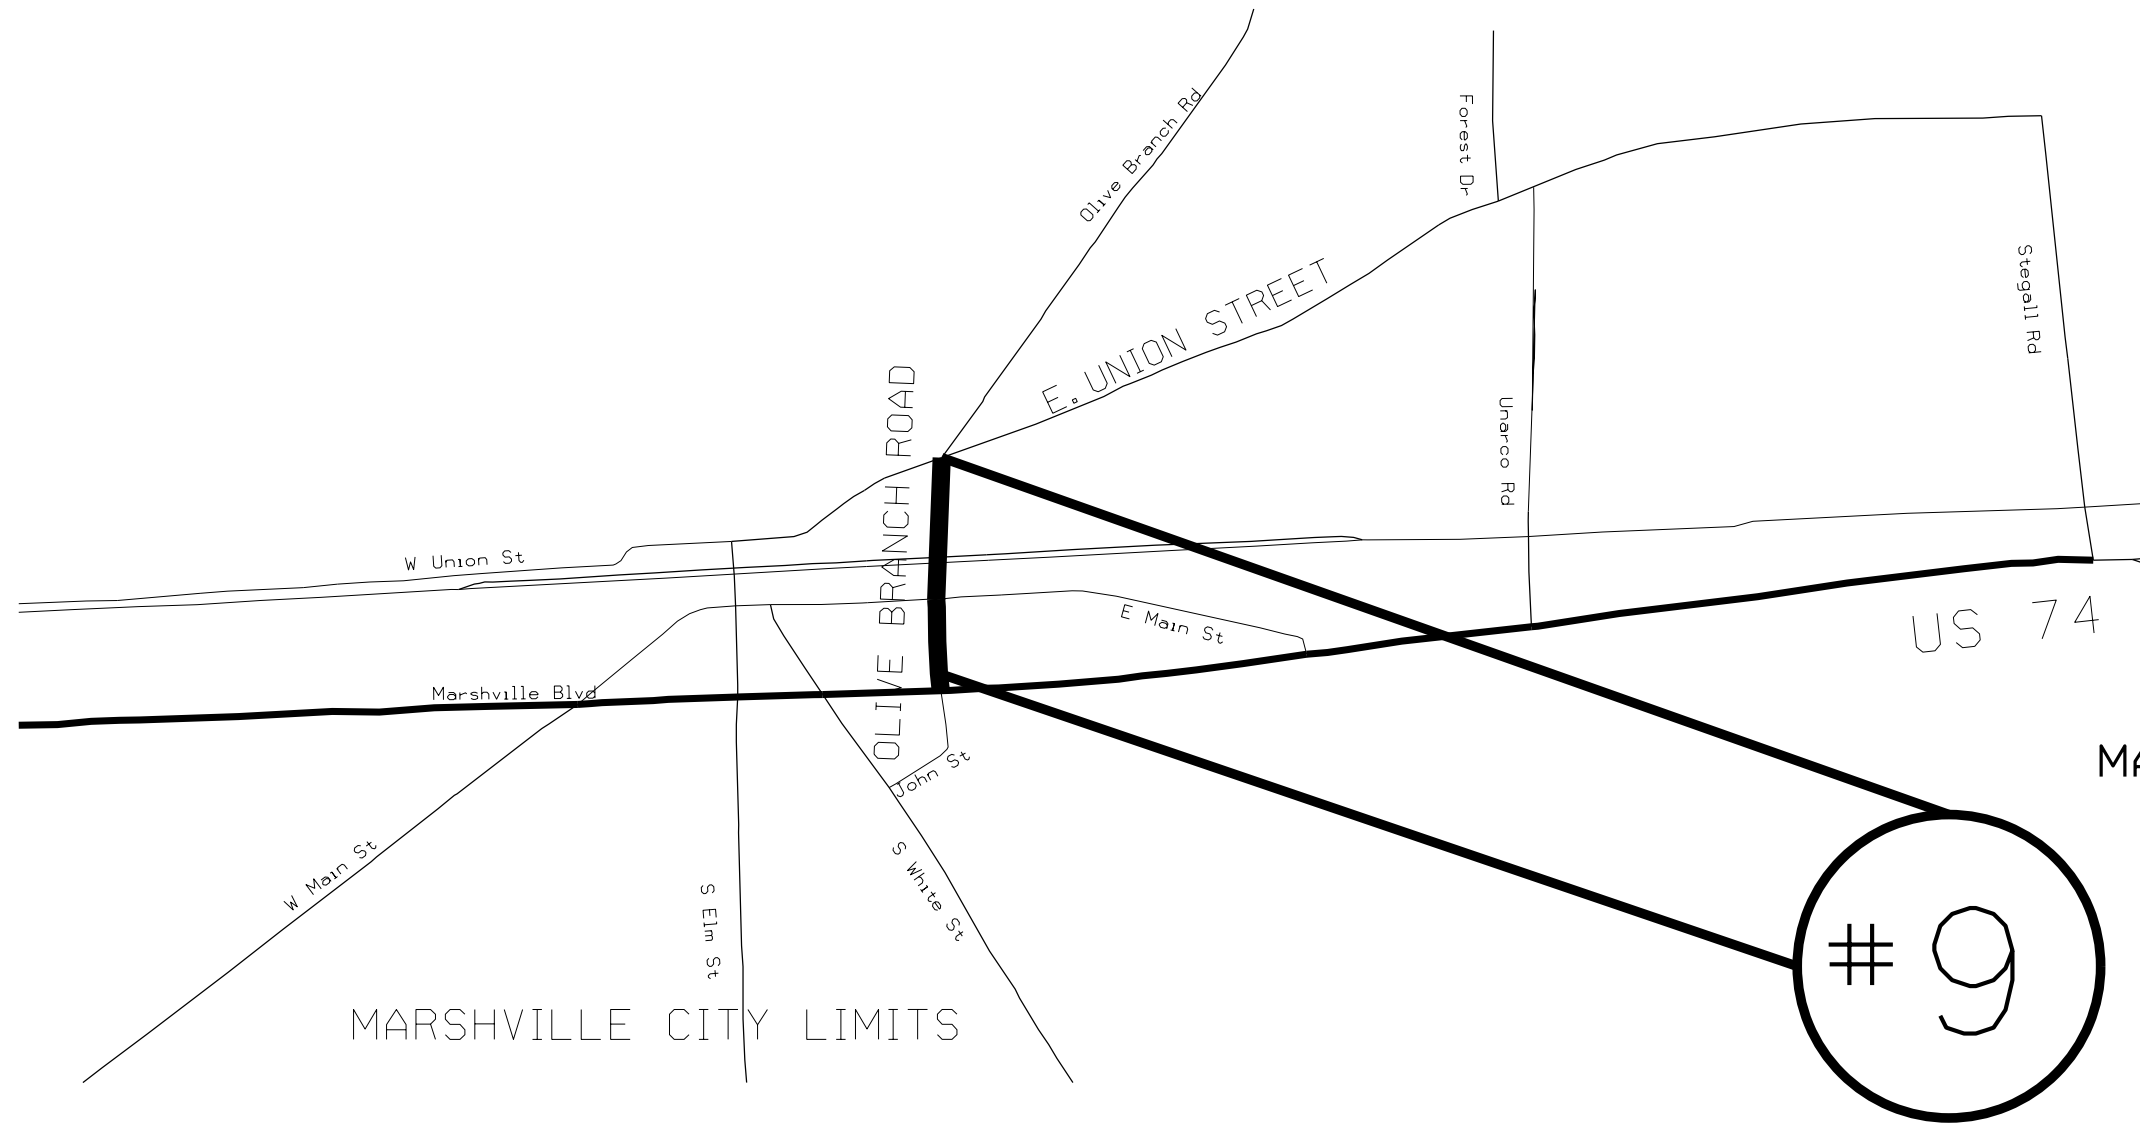 Olive Branch Rd
Forest Dr
E. UNION STREET
Stegall Rd
OLIVE BRANCH ROAD
Unarco Rd
W Union St
E Main St
US 74
Marshville Blvd
John St
W Main St
S White St
S Elm St
# 9
MARSHVILLE CITY LIMITS